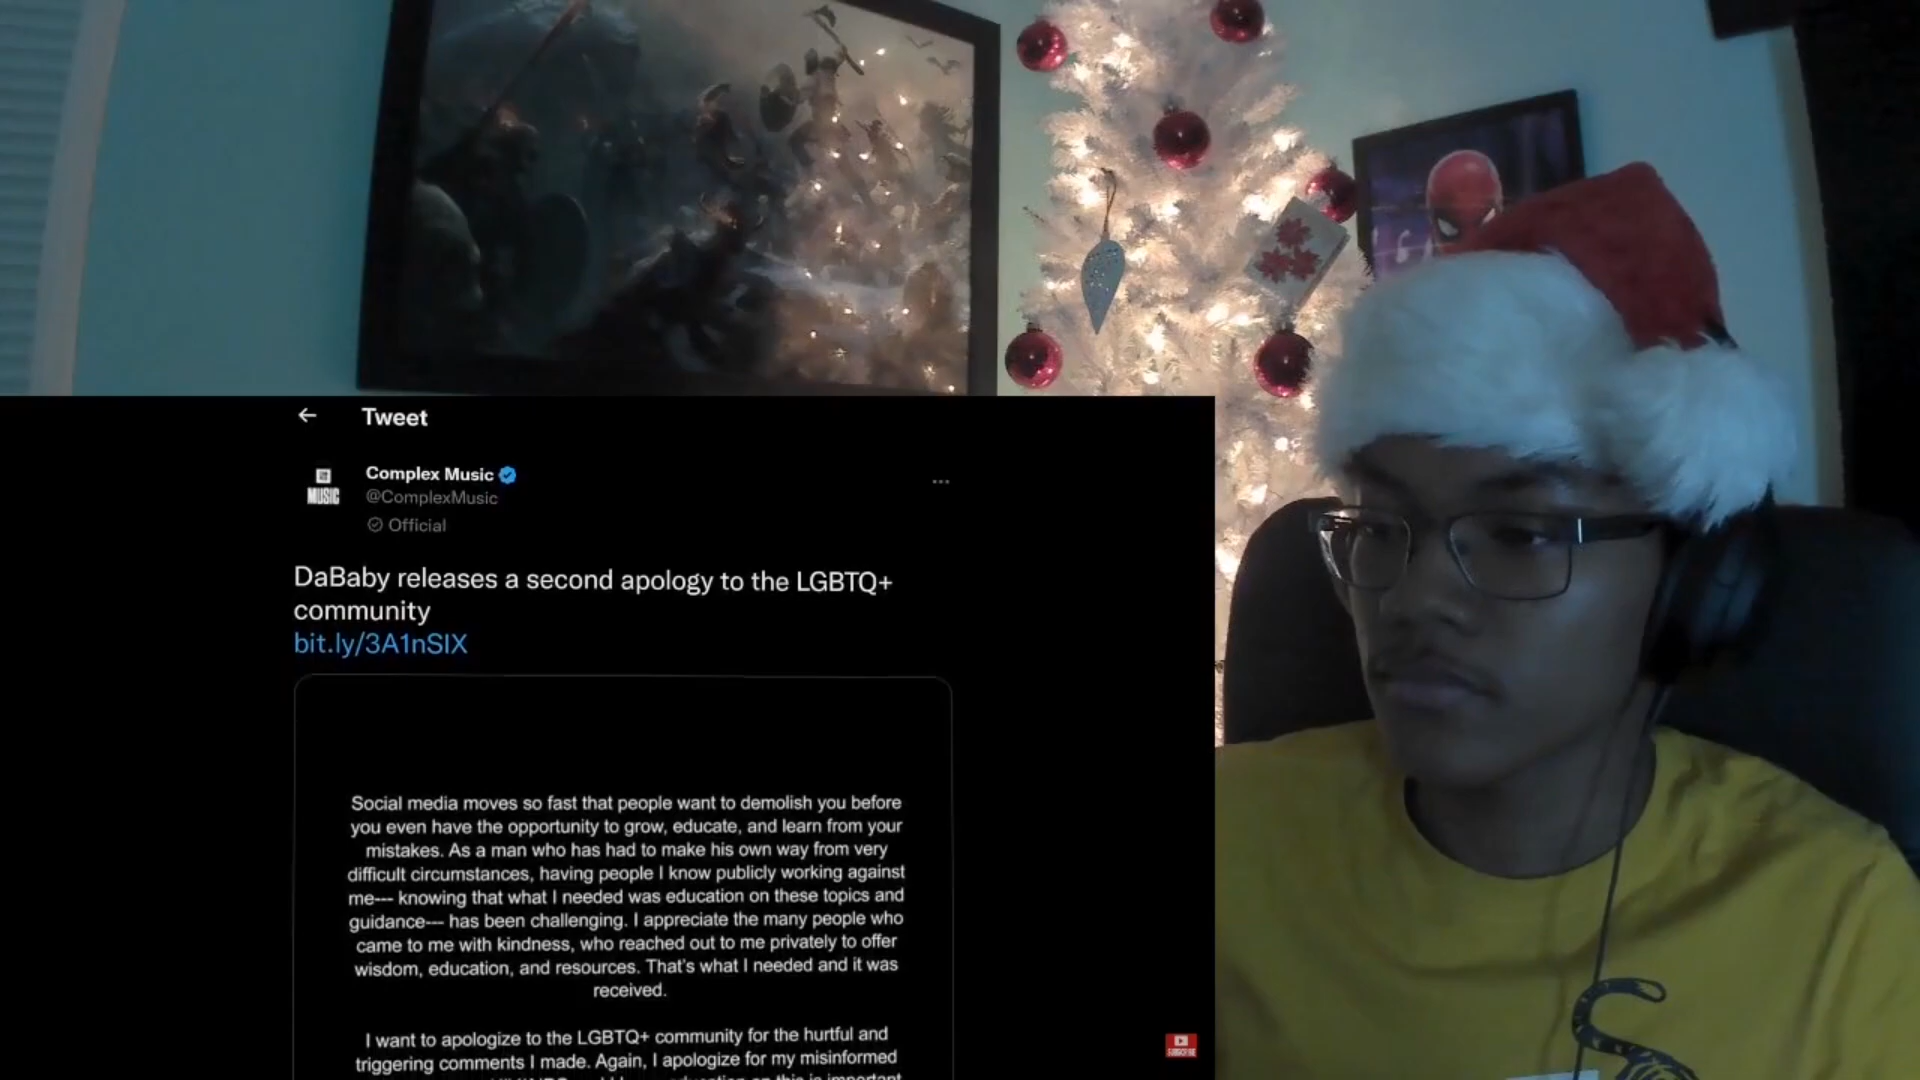 Tweet
Complex Music
@ComplexMusic
Official
DaBaby releases a second apology to the LGBTQ+
community
bit.ly/3A1nSIX
MUSIC
Social media moves so fast that people want to demolish you before
you even have the opportunity to grow, educate, and learn from your
mistakes. As a man who has had to make his own way from very
difficult circumstances, having people I know publicly working against
me--- knowing that what I needed was education on these topics and
guidance--- has been challenging. I appreciate the many people who
came to me with kindness, who reached out to me privately to offer
wisdom, education, and resources. That's what I needed and it was
received.
I want to apologize to the LGBTQ+ community for the hurtful and
triggering comments I made. Again, I apologize for my misinformed
SUBSCRIBE